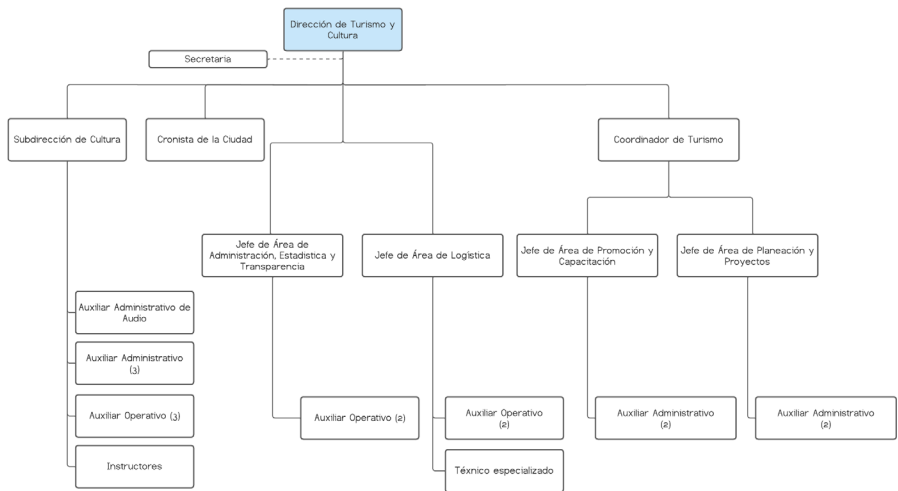 Dirección de Turismo y
Cultura
Secretaria
Subdirección de Cultura
Cronista de la Ciudad
Coordinador de Turismo
Jefe de Área de
Administración, Estadistica y
Transparencia
Jefe de Área de Logística
Jefe de Área de Promoción y
Capacitación
Jefe de Área de Planeación y
Proyectos
Auxiliar Administrativo de
Audio
Auxiliar Administrativo
(3)
Auxiliar Operativo (3)
Instructores
Auxiliar Operativo (2)
Auxiliar Operativo
(2)
Téxnico especializado
Auxiliar Administrativo
(2)
Auxiliar Administrativo
(2)